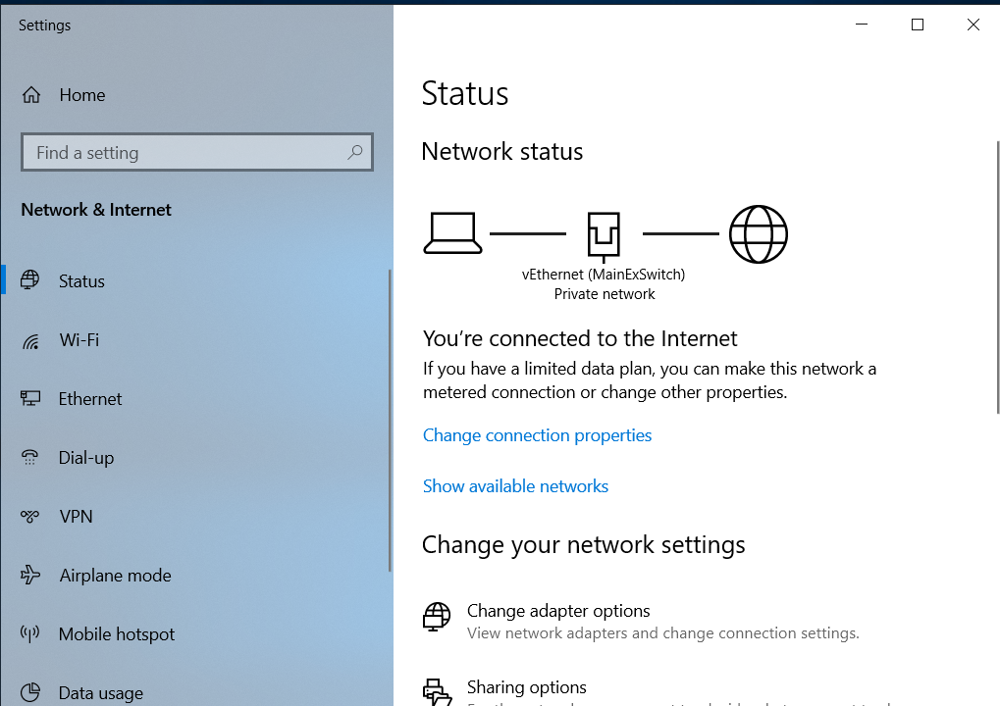 Settings
Home
Find a setting
Network & Internet
Status
Wi-Fi
Ethernet
Dial-up
VPN
Airplane mode
Mobile hotspot
Data usage
Status
Network status
vEthernet (MainExSwitch)
Private network
You're connected to the Internet
If you have a limited data plan, you can make this network a
metered connection or change other properties.
Change connection properties
Show available networks
Change your network settings
Change adapter options
View network adapters and change connection settings.
Sharing options